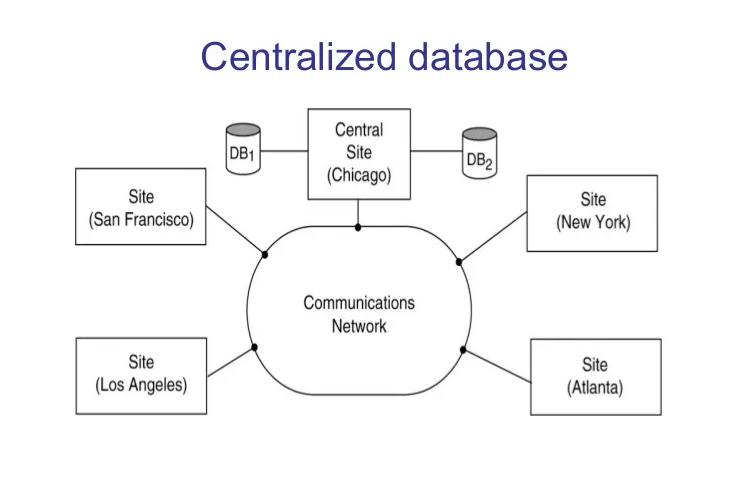 Centralized database
DB1
Central
Site
(Chicago)
DB2
Site
(San Francisco)
Site
(New York)
Communications
Network
Site
(Los Angeles)
Site
(Atlanta)